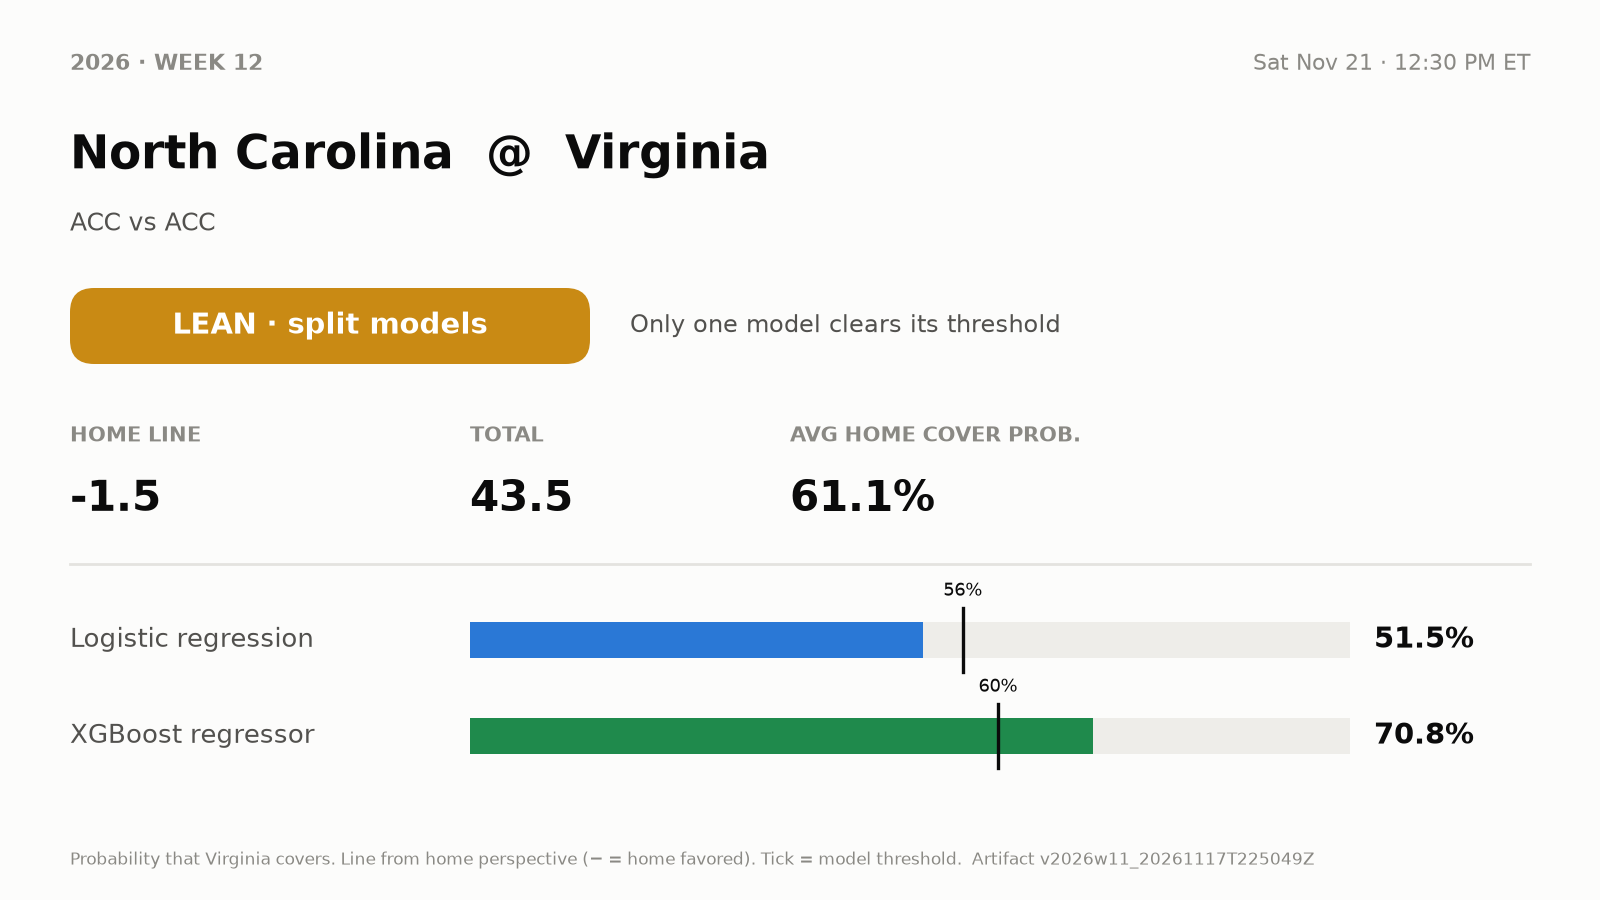 2026 · WEEK 12
Sat Nov 21 · 12:30 PM ET
North Carolina @ Virginia
ACC vs ACC
LEAN · split models
Only one model clears its threshold
HOME LINE
TOTAL
AVG HOME COVER PROB.
-1.5
43.5
61.1%
56%
Logistic regression
51.5%
60%
XGBoost regressor
70.8%
Probability that Virginia covers. Line from home perspective (− = home favored). Tick = model threshold. Artifact v2026w11_20261117T225049Z